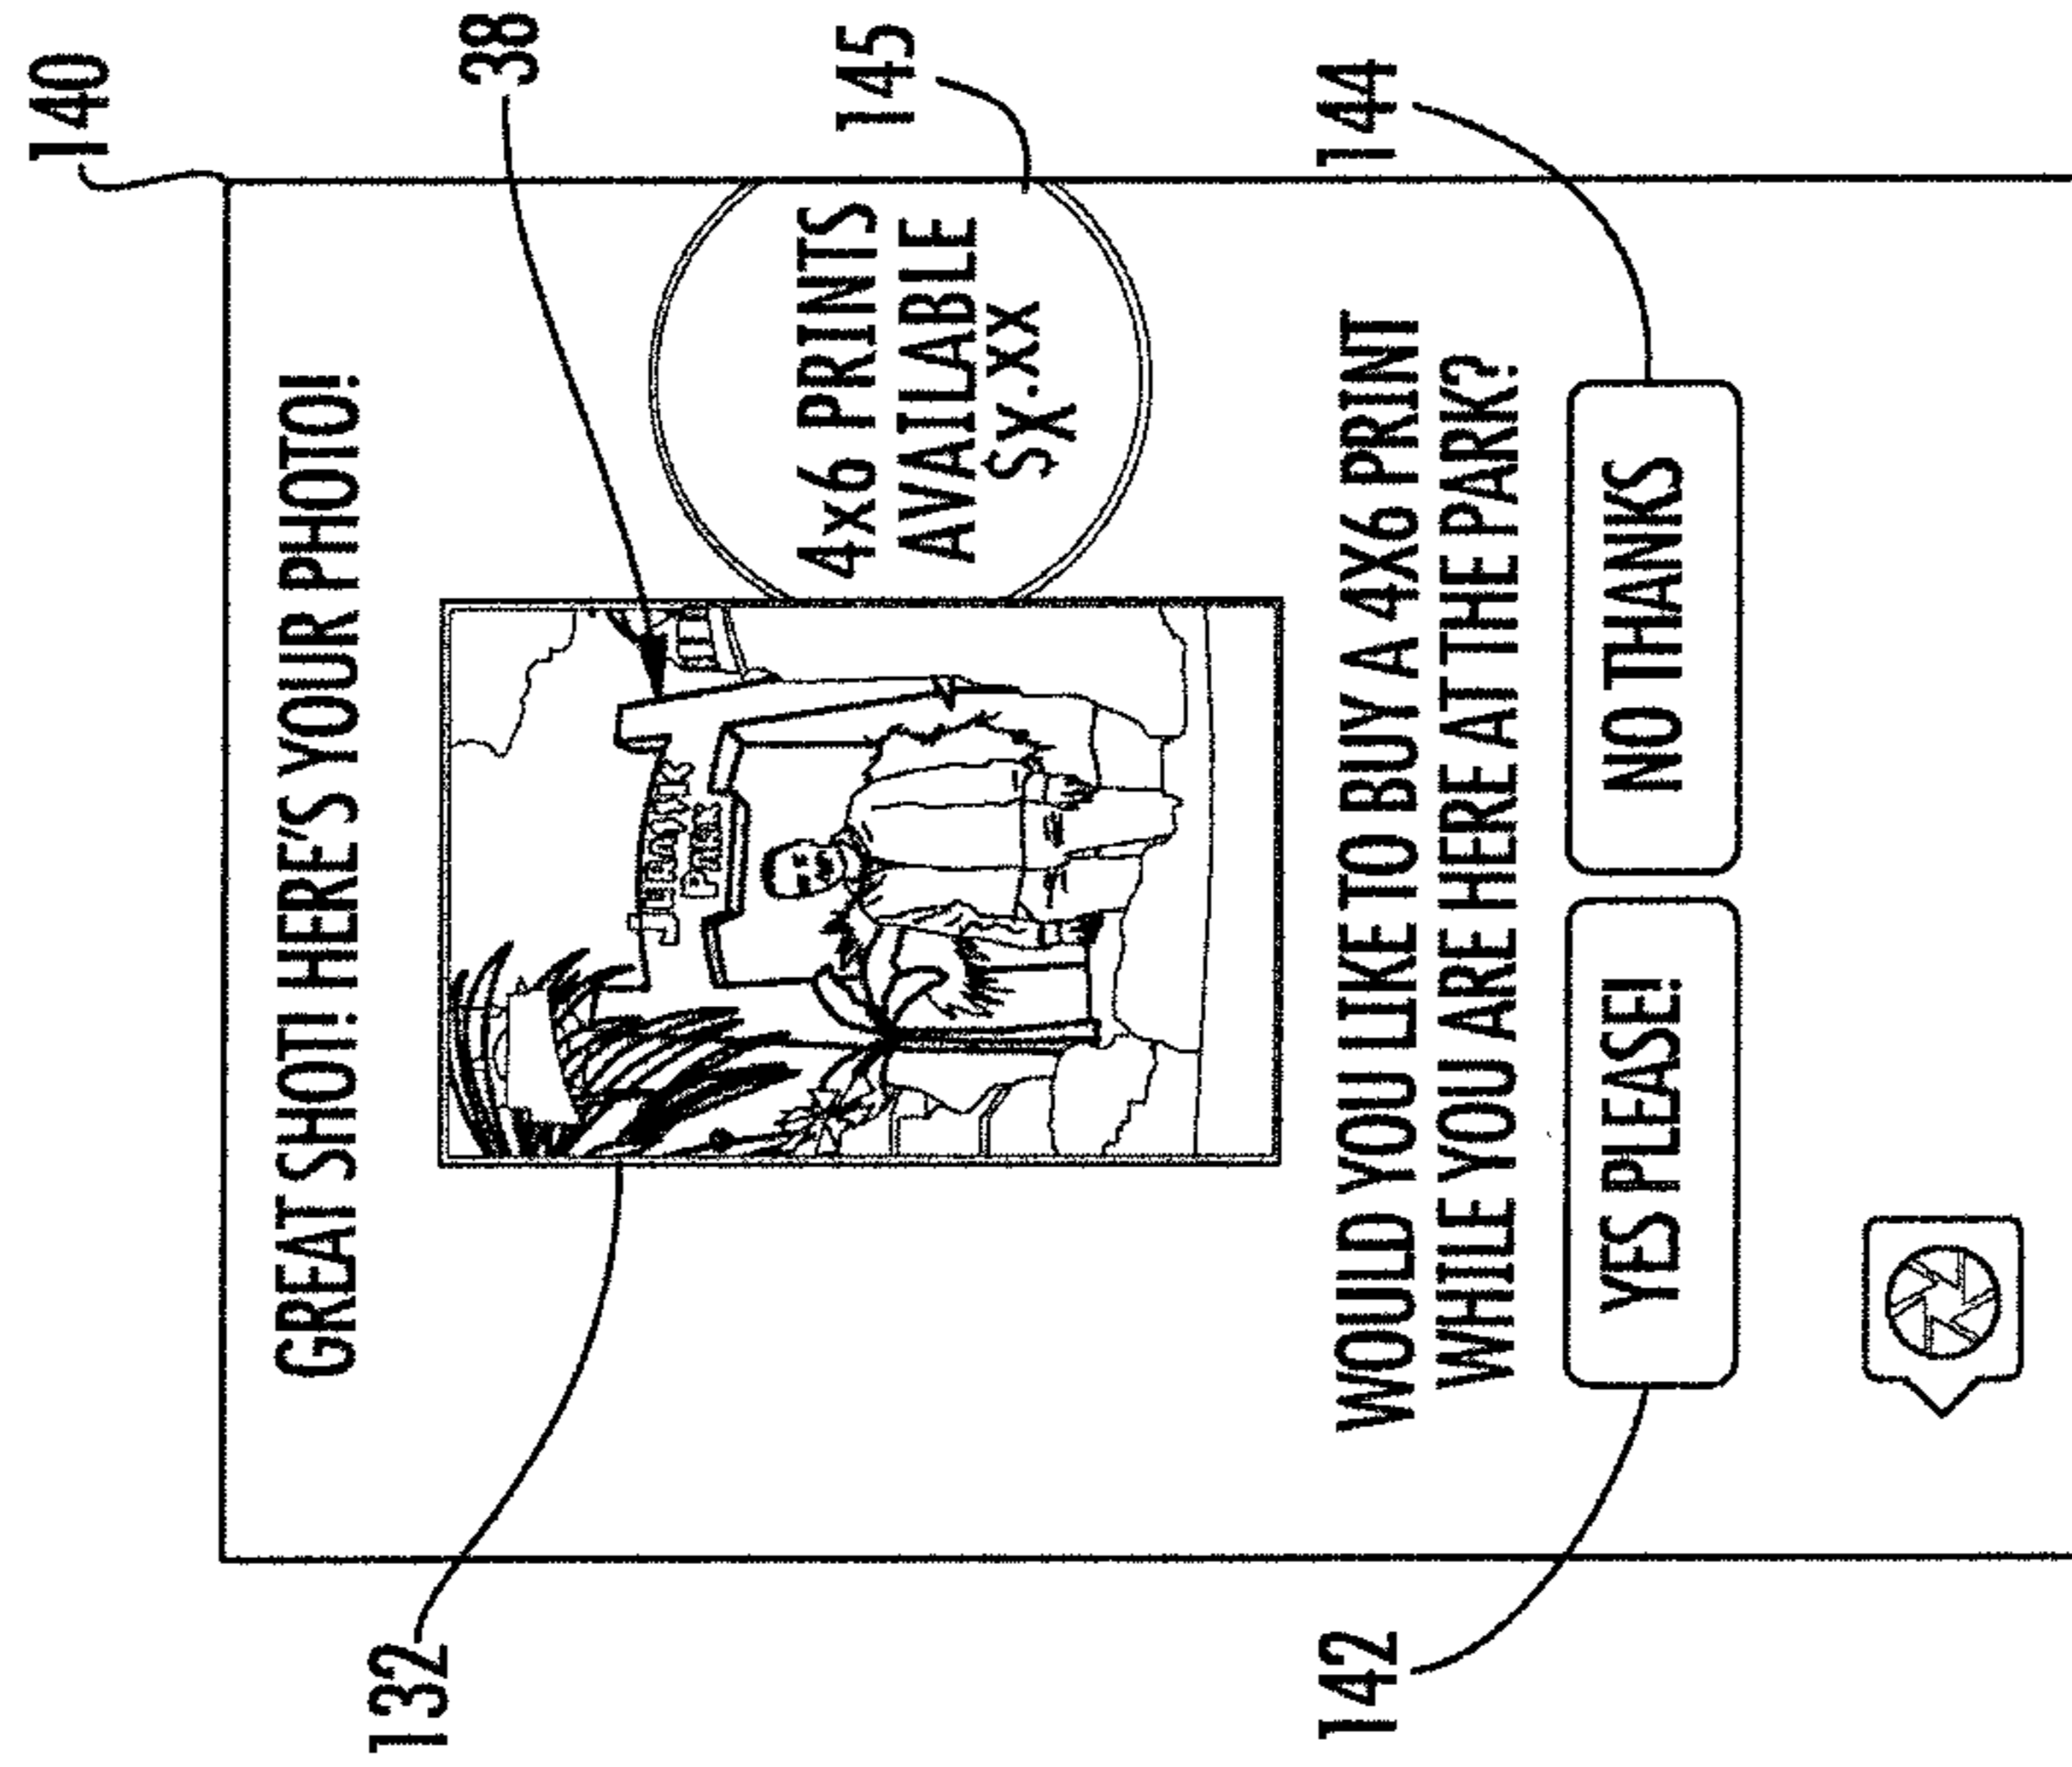 140
38
GREAT SHOT! HERE'S YOUR PHOTO!
132
145
4x6 PRINTS
AVAILABLE
$X.XX
PARK
WOULD YOU LIKE TO BUY A 4X6 PRINT
WHILE YOU ARE HERE AT THE PARK?
142
144
YES PLEASE!
NO THANKS